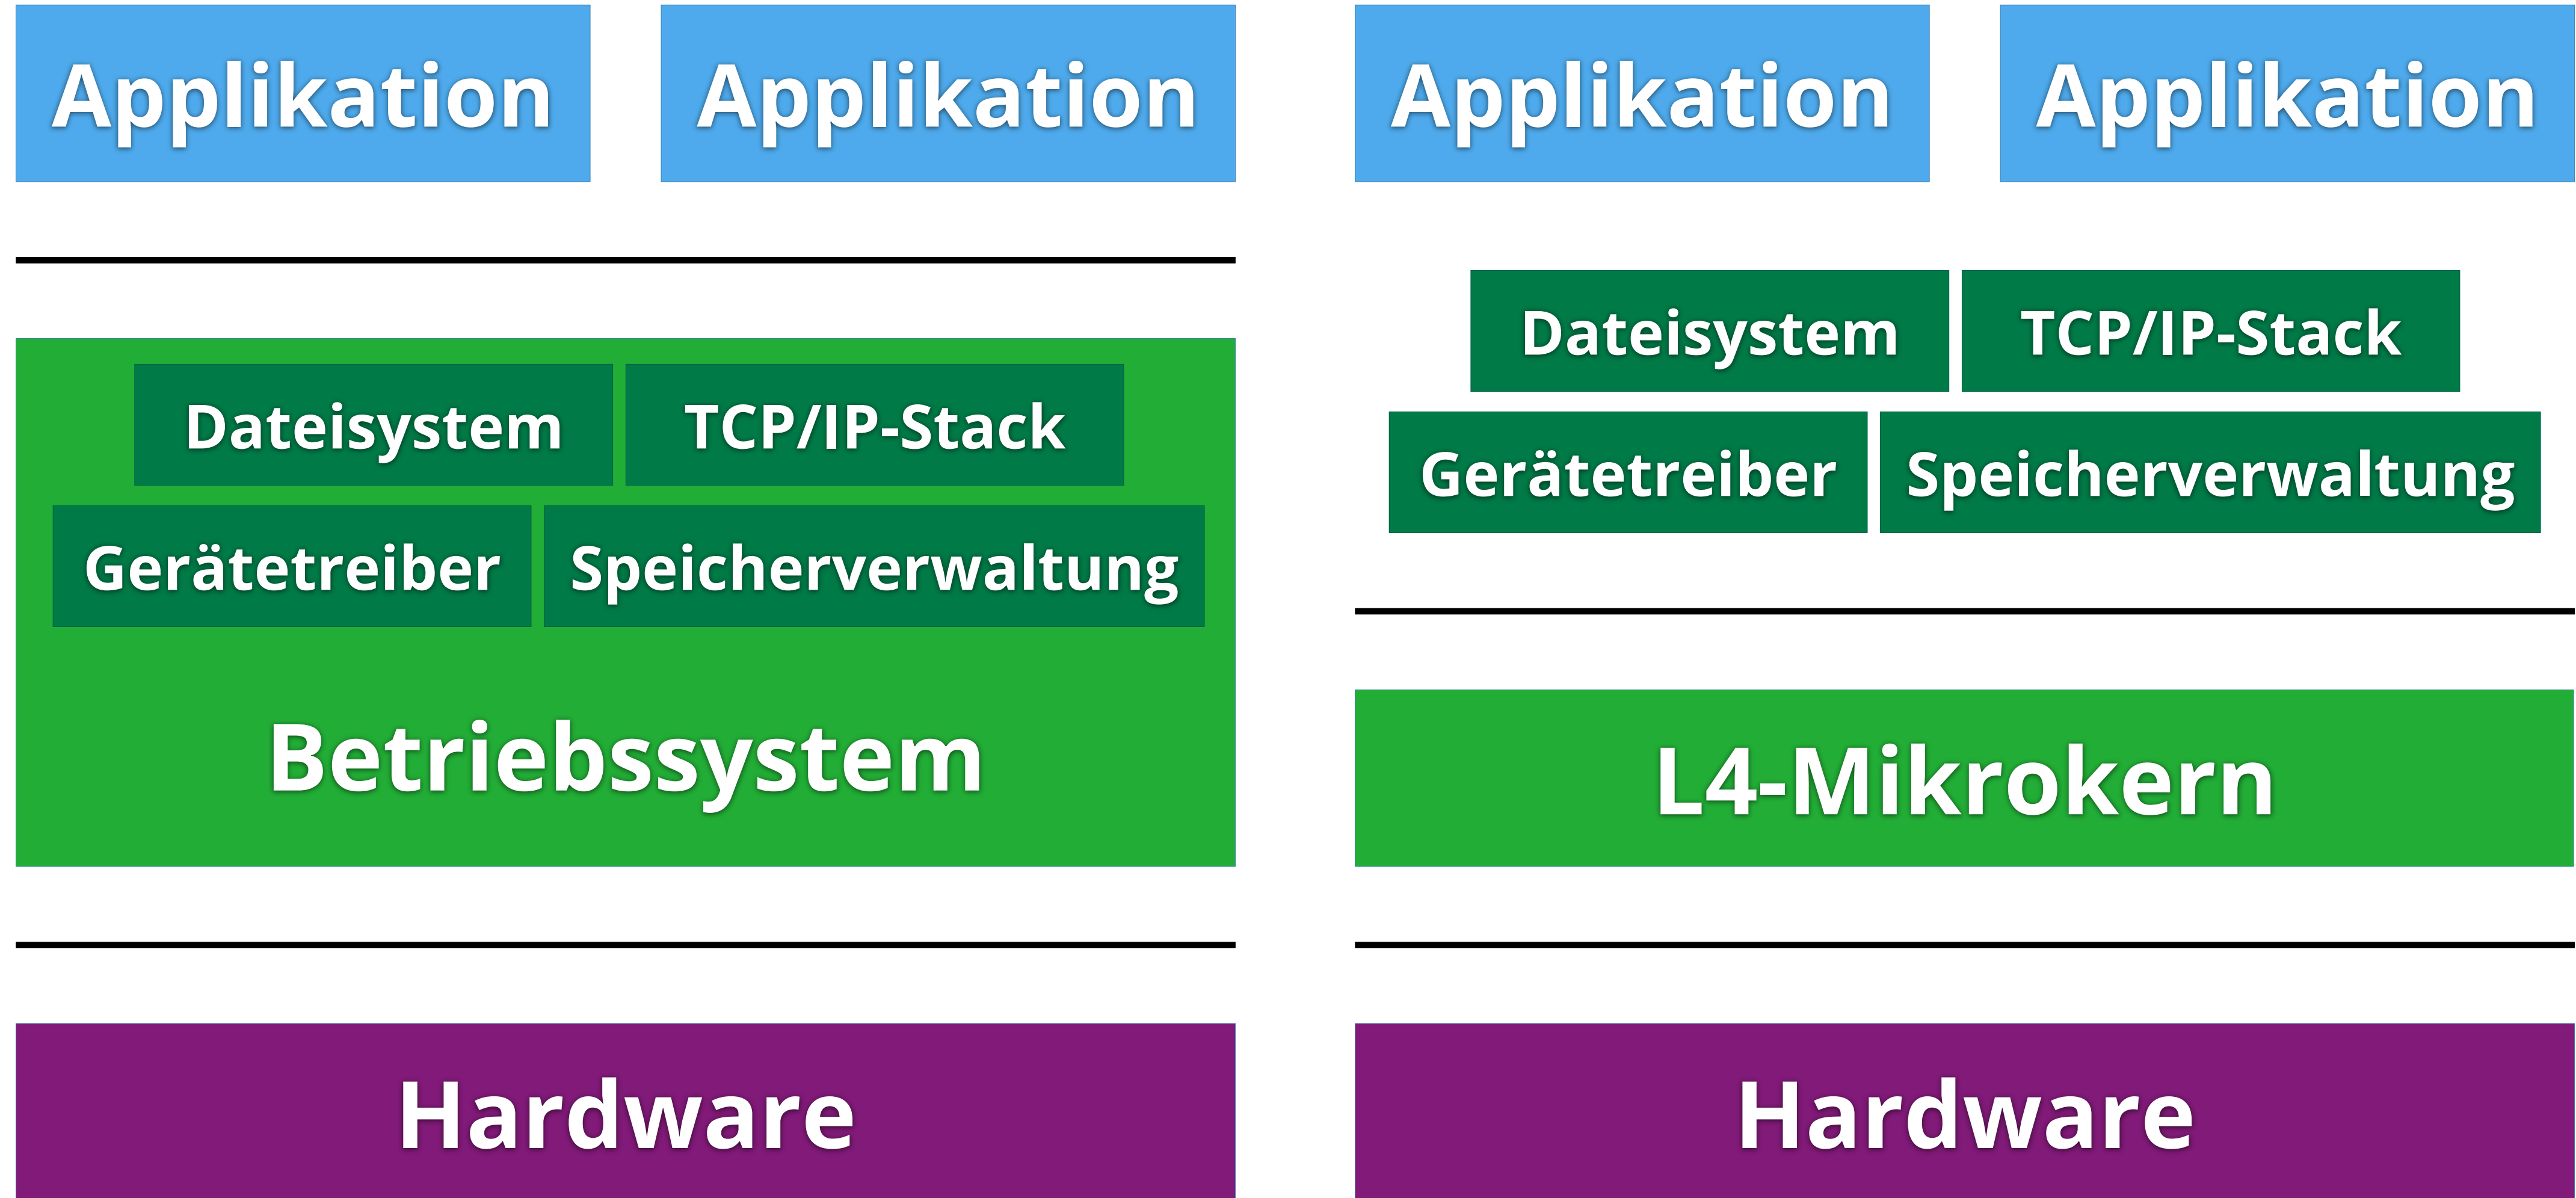 Applikation
Applikation
Dateisystem
TCP/IP-Stack
Gerätetreiber
Speicherverwaltung
Betriebssystem
Hardware
Applikation
Applikation
Dateisystem
TCP/IP-Stack
Gerätetreiber
Speicherverwaltung
L4-Mikrokern
Hardware